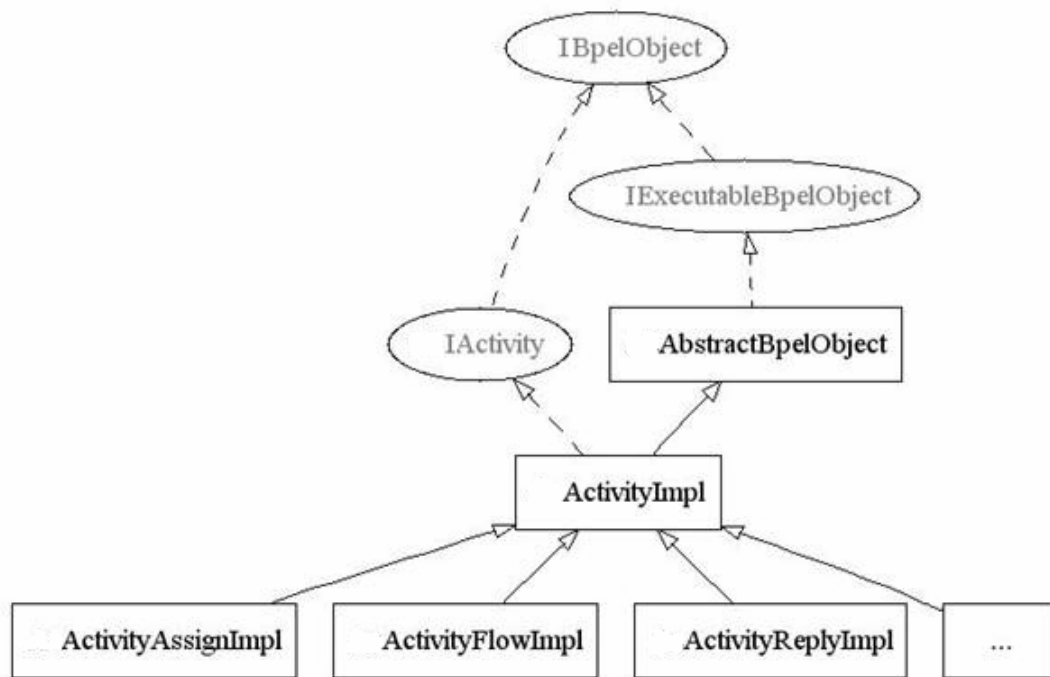 IBpelObject
IExecutableBpelObject
IActivity
AbstractBpelObject
ActivityImpl
ActivityAssignImpl
ActivityFlowImpl
ActivityReplyImpl
...